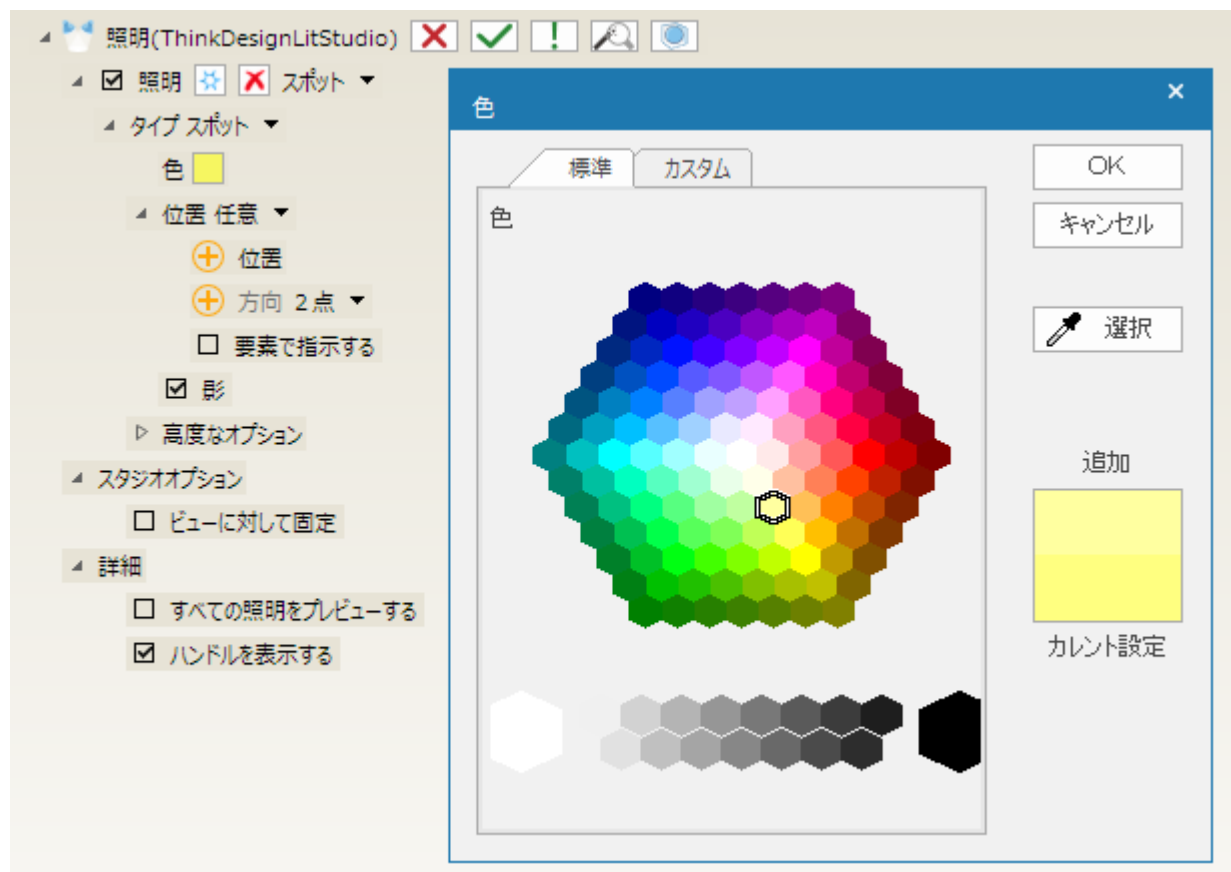 照明(ThinkDesignLitStudio)
照明 スポット
タイプ スポット
色
位置 任意
位置
方向 2点
要素で指示する
影
高度なオプション
スタジオオプション
ビューに対して固定
詳細
すべての照明をプレビューする
ハンドルを表示する
色
標準 カスタム
色
OK
キャンセル
選択
追加
カレント設定